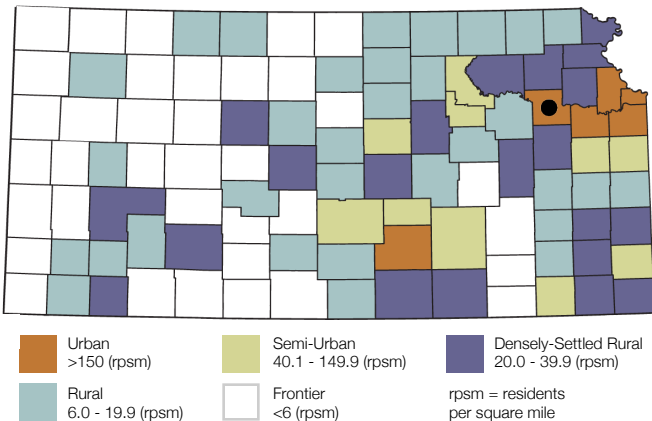 Urban
>150 (rpsm)
Semi-Urban
40.1 - 149.9 (rpsm)
Densely-Settled Rural
20.0 - 39.9 (rpsm)
Rural
6.0 - 19.9 (rpsm)
Frontier
<6 (rpsm)
rpsm = residents
per square mile